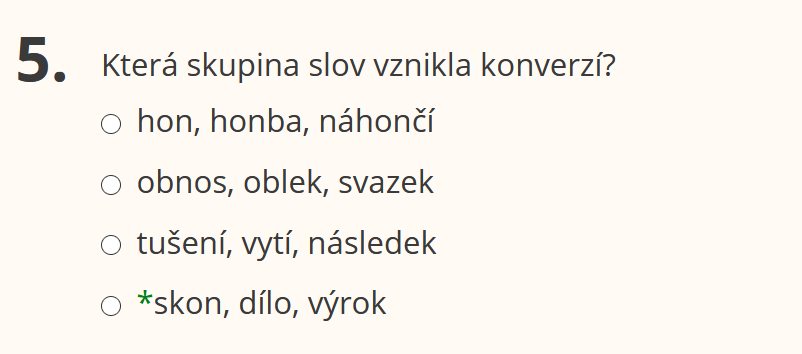 5. Která skupina slov vznikla konverzí?
hon, honba, náhončí
obnos, oblek, svazek
tušení, vytí, následek
*skon, dílo, výrok